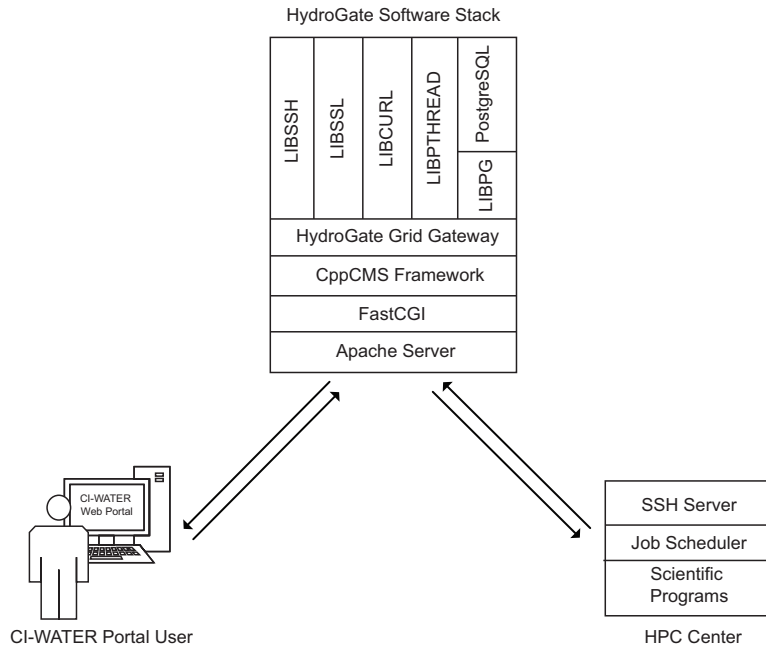 HydroGate Software Stack
LIBSSH
LIBSSL
LIBCURL
LIBPTHREAD
PostgreSQL
LIBPG
HydroGate Grid Gateway
CppCMS Framework
FastCGI
Apache Server
CI-WATER
Web Portal
CI-WATER Portal User
SSH Server
Job Scheduler
Scientific
Programs
HPC Center